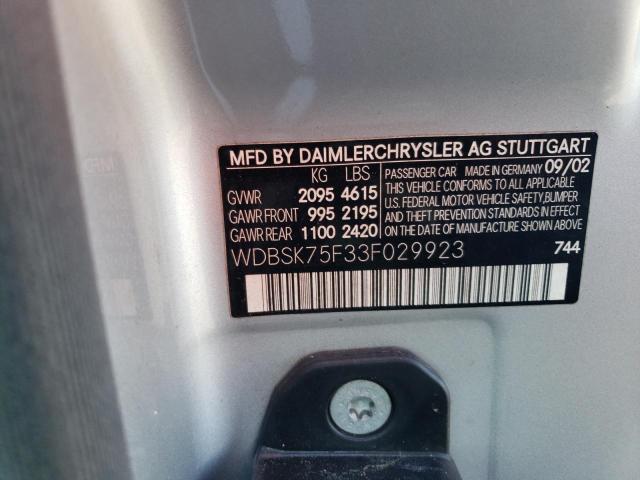 MFD BY DAIMLERCHRYSLER AG STUTTGART
KG LBS
GVWR 2095 4615
GAWR FRONT 995 2195
GAWR REAR 1100 2420
PASSENGER CAR MADE IN GERMANY 09/02
THIS VEHICLE CONFORMS TO ALL APPLICABLE
U.S. FEDERAL MOTOR VEHICLE SAFETY,BUMPER
AND THEFT PREVENTION STANDARDS IN EFFECT
ON THE DATE OF MANUFACTURE SHOWN ABOVE.
WDBSK75F33F029923 744